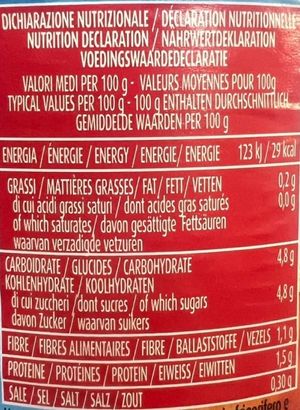 DICHIARAZIONE NUTRIZIONALE / DÉCLARATION NUTRITIONNELLE
NUTRITION DECLARATION / NÄHRWERTDEKLARATION
VOEDINGSWAARDEDECLARATIE
VALORI MEDI PER 100 g - VALEURS MOYENNES POUR 100g
TYPICAL VALUES PER 100 g - 100 g ENTHALTEN DURCHSCHNITTLICH
GEMIDDELDE WAARDEN PER 100 g
ENERGIA / ÉNERGIE / ENERGY / ENERGIE/ ENERGIE 123 kJ / 29 kcal
GRASSI / MATTIÈRES GRASSES/ FAT/ FETT/ VETTEN 0,2 g
di cui acidi grassi saturi / dont acides gras saturés 0,0 g
of which saturates/ davon gesättigte Fettsäuren
waarvan verzadigde vetzuren
CARBOIDRATE / GLUCIDES / CARBOHYDRATE 4,8 g
KOHLENHYDRATE / KOOLHYDRATEN
di cui zuccheri / dont sucres / of which sugars 4,8 g
davon Zucker / waarvan suikers
FIBRE / FIBRES ALIMENTAIRES / FIBRE / BALLASTSTOFFE / VEZELS 1,1 g
PROTEINE / PROTÉINES / PROTEIN / EIWEISS/ EIWITTEN 1,5 g
SALE / SEL / SALT / SALZ / ZOUT 0,30 g